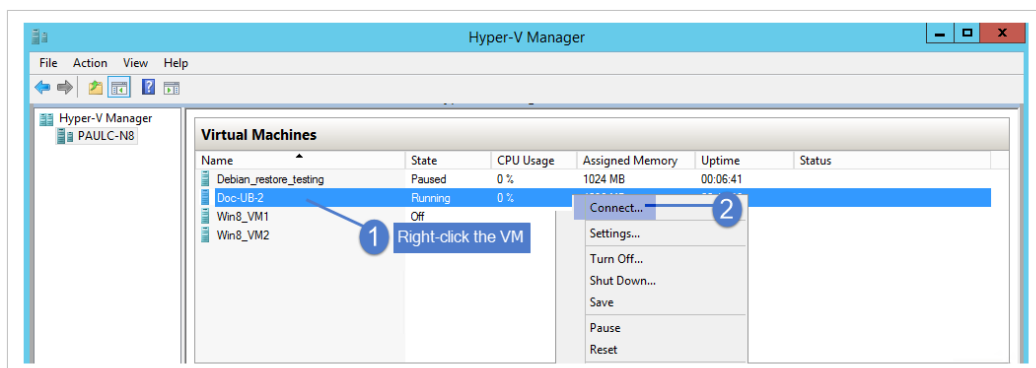 Hyper-V Manager
File Action View Help
Hyper-V Manager
PAULC-N8
Virtual Machines
Name State CPU Usage Assigned Memory Uptime Status
Debian_restore_testing Paused 0 % 1024 MB 00:06:41
Doc-UB-2 Running 0 %
Win8_VM1 Off
Win8_VM2
1 Right-click the VM
Connect... 2
Settings...
Turn Off...
Shut Down...
Save
Pause
Reset